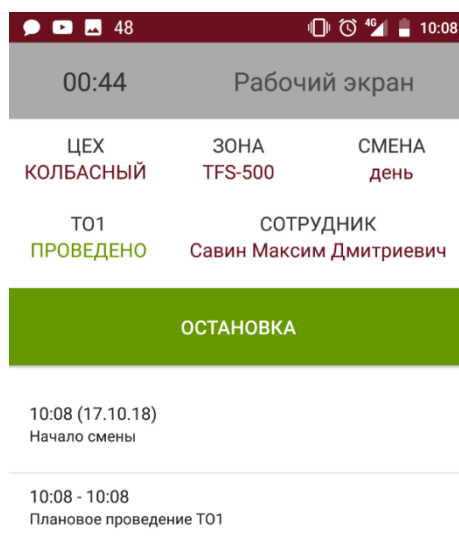 48 4G 10:08
00:44 Рабочий экран
ЦЕХ ЗОНА СМЕНА
КОЛБАСНЫЙ TFS-500 день
ТО1 СОТРУДНИК
ПРОВЕДЕНО Савин Максим Дмитриевич
ОСТАНОВКА
10:08 (17.10.18)
Начало смены
10:08 - 10:08
Плановое проведение ТО1